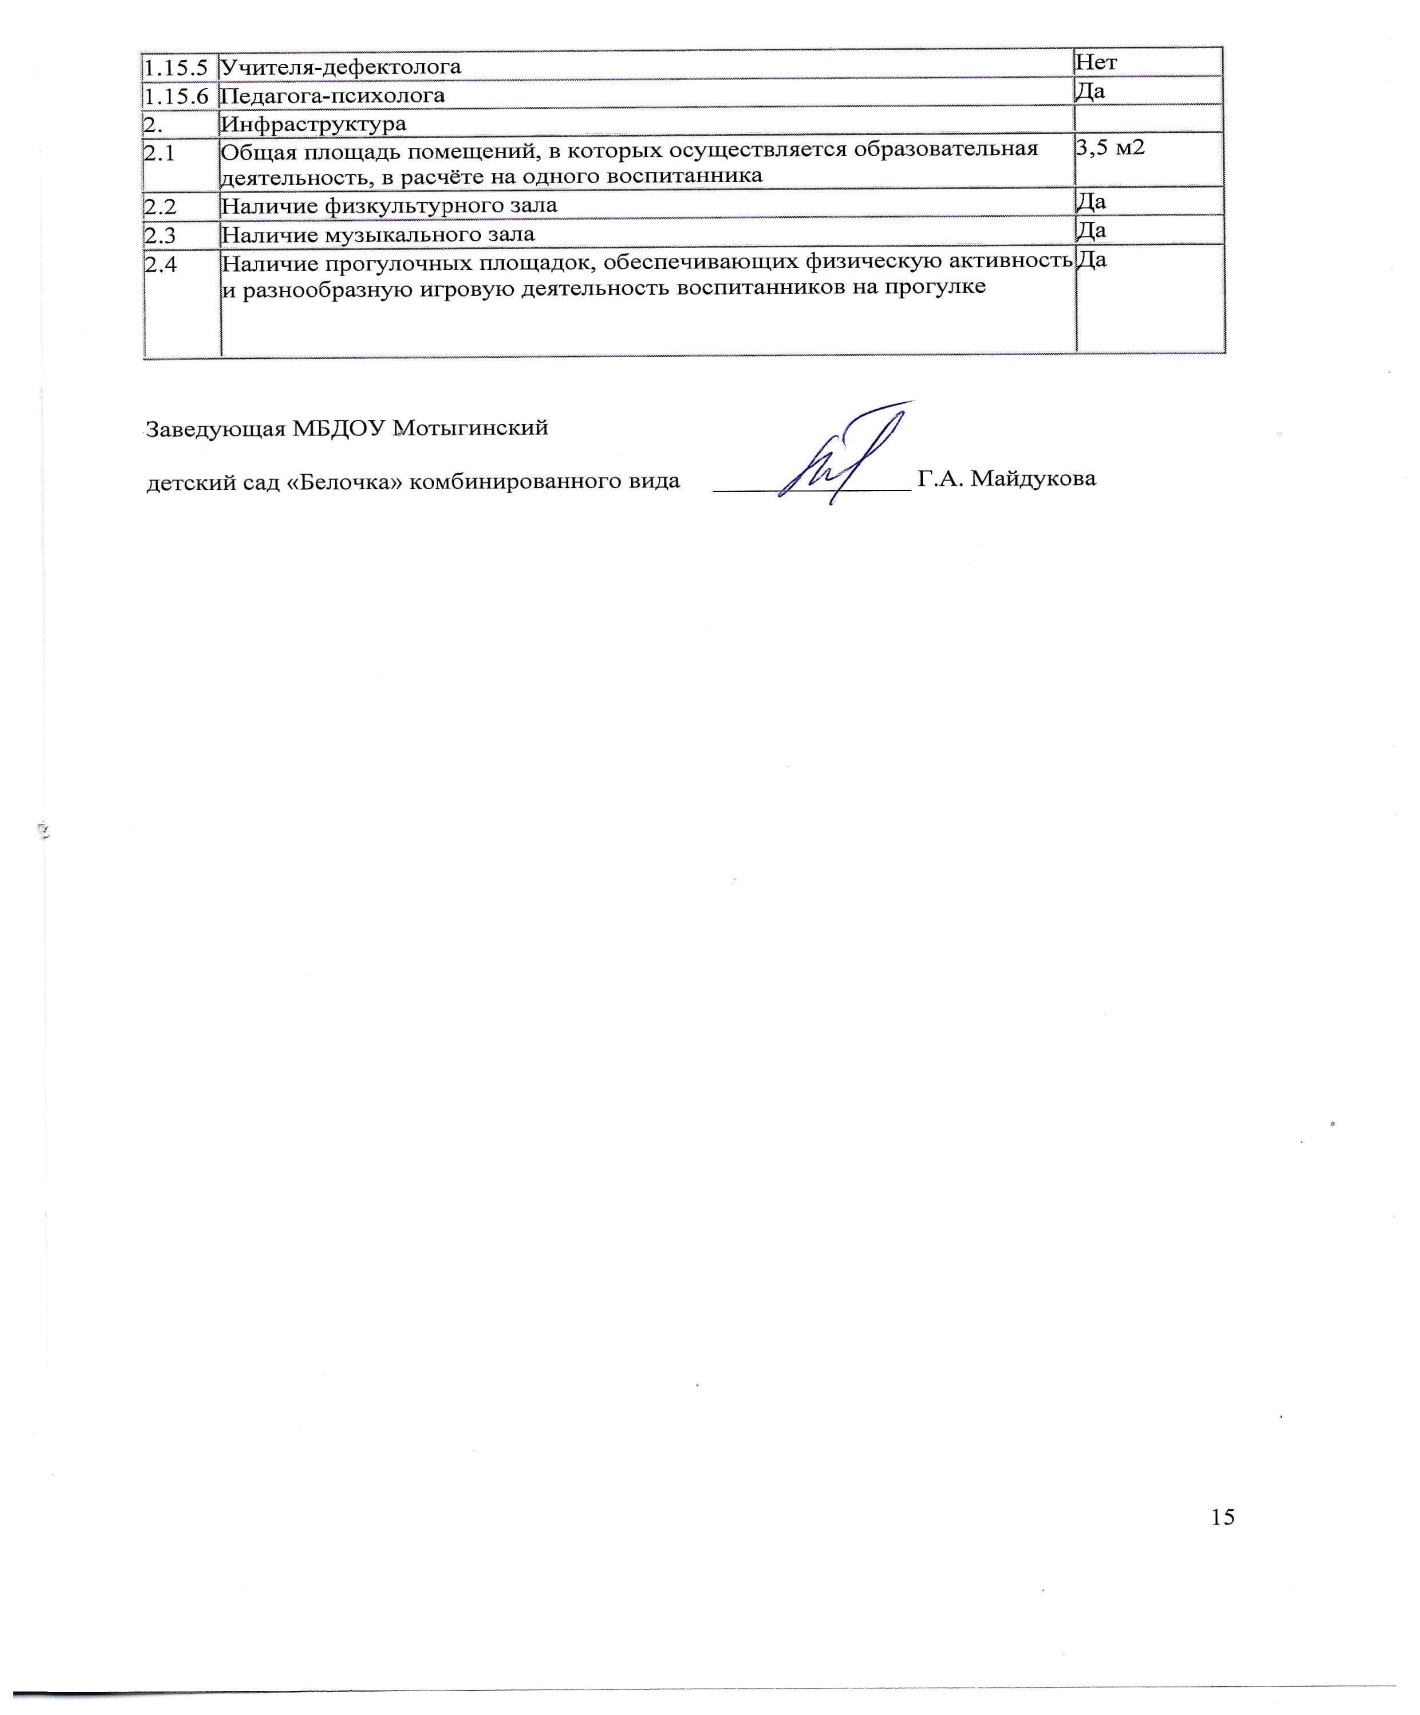 1.15.5 Учителя-дефектолога Нет
1.15.6 Педагога-психолога Да
2. Инфраструктура
2.1 Общая площадь помещений, в которых осуществляется образовательная 3,5 м2
деятельность, в расчёте на одного воспитанника
2.2 Наличие физкультурного зала Да
2.3 Наличие музыкального зала Да
2.4 Наличие прогулочных площадок, обеспечивающих физическую активность Да
и разнообразную игровую деятельность воспитанников на прогулке
Заведующая МБДОУ Мотыгинский
детский сад «Белочка» комбинированного вида Г.А. Майдукова
15